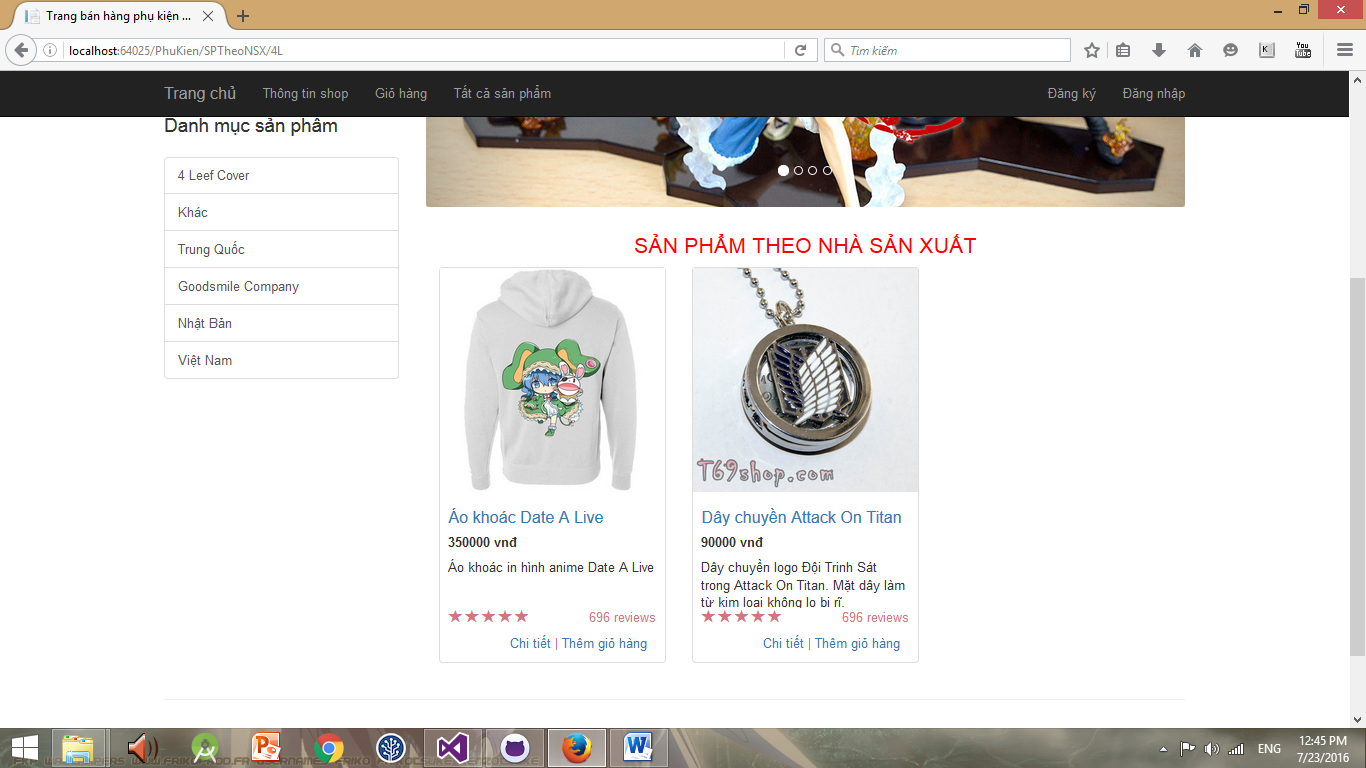 Trang bán hàng phụ kiện ...
localhost:64025/PhuKien/SPTheoNSX/4L
Tìm kiếm
You
Tube
Trang chủ Thông tin shop Giỏ hàng Tất cả sản phẩm Đăng ký Đăng nhập
Danh mục sản phẩm
4 Leef Cover
Khác
Trung Quốc
Goodsmile Company
Nhật Bản
Việt Nam
SẢN PHẨM THEO NHÀ SẢN XUẤT
T69shop.com
Áo khoác Date A Live
350000 vnđ
Áo khoác in hình anime Date A Live
696 reviews
Chi tiết | Thêm giỏ hàng
Dây chuyền Attack On Titan
90000 vnđ
Dây chuyền logo Đội Trinh Sát
trong Attack On Titan. Mặt dây làm
từ kim loại không lo bị rỉ.
696 reviews
Chi tiết | Thêm giỏ hàng
ENG
12:45 PM
7/23/2016